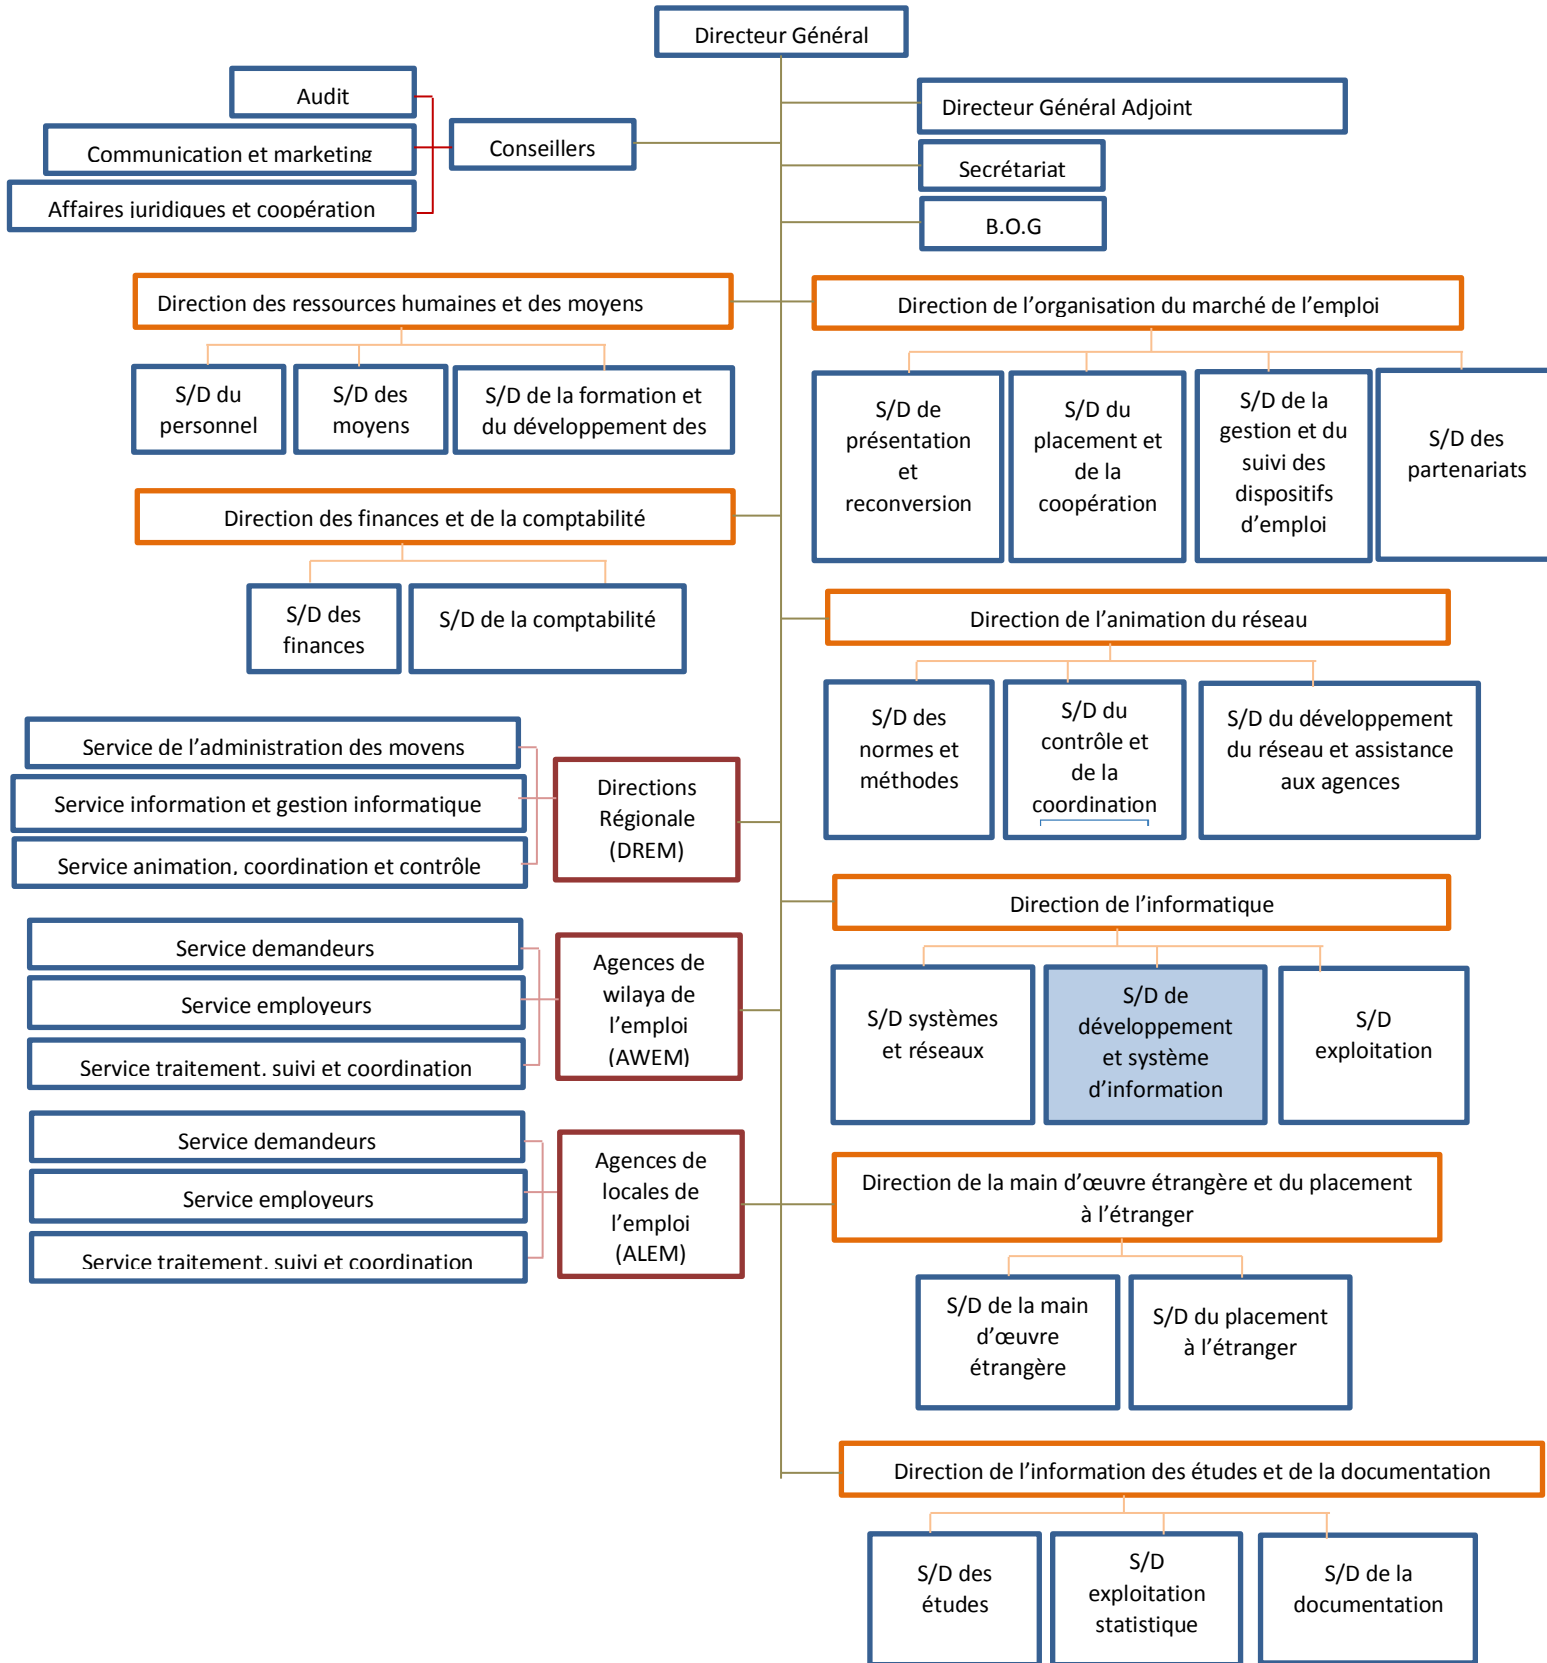 Directeur Général
Audit
Communication et marketing
Affaires juridiques et coopération
Conseillers
Directeur Général Adjoint
Secrétariat
B.O.G
Direction des ressources humaines et des moyens
S/D du
personnel
S/D des
moyens
S/D de la formation et
du développement des
Direction de l’organisation du marché de l’emploi
S/D de
présentation
et
reconversion
S/D du
placement et
de la
coopération
S/D de la
gestion et du
suivi des
dispositifs
d’emploi
S/D des
partenariats
Direction des finances et de la comptabilité
S/D des
finances
S/D de la comptabilité
Direction de l’animation du réseau
S/D des
normes et
méthodes
S/D du
contrôle et
de la
coordination
S/D du développement
du réseau et assistance
aux agences
Service de l’administration des moyens
Service information et gestion informatique
Service animation, coordination et contrôle
Directions
Régionale
(DREM)
Direction de l’informatique
S/D systèmes
et réseaux
S/D de
développement
et système
d’information
S/D
exploitation
Service demandeurs
Service employeurs
Service traitement, suivi et coordination
Agences de
wilaya de
l’emploi
(AWEM)
Service demandeurs
Service employeurs
Service traitement, suivi et coordination
Agences de
locales de
l’emploi
(ALEM)
Direction de la main d’œuvre étrangère et du placement
à l’étranger
S/D de la main
d’œuvre
étrangère
S/D du placement
à l’étranger
Direction de l’information des études et de la documentation
S/D des
études
S/D
exploitation
statistique
S/D de la
documentation